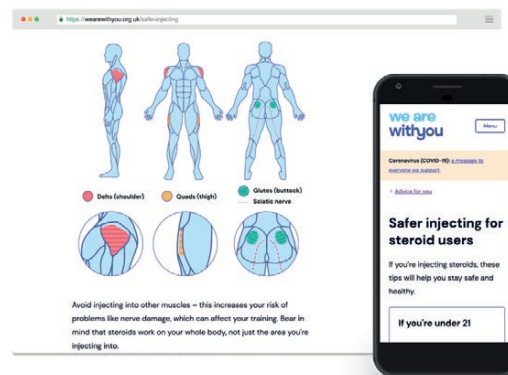 https://wearewithyou.org.uk/safer-injecting
Delts (shoulder)
Quads (thigh)
Glutes (buttock)
Sciatic nerve
Avoid injecting into other muscles – this increases your risk of
problems like nerve damage, which can affect your training. Bear in
mind that steroids work on your whole body, not just the area you're
injecting into.
we are
withyou
Menu
Coronavirus (COVID-19): a message to
everyone we support.
< Advice for you
Safer injecting for
steroid users
If you're injecting steroids, these
tips will help you stay safe and
healthy.
If you're under 21